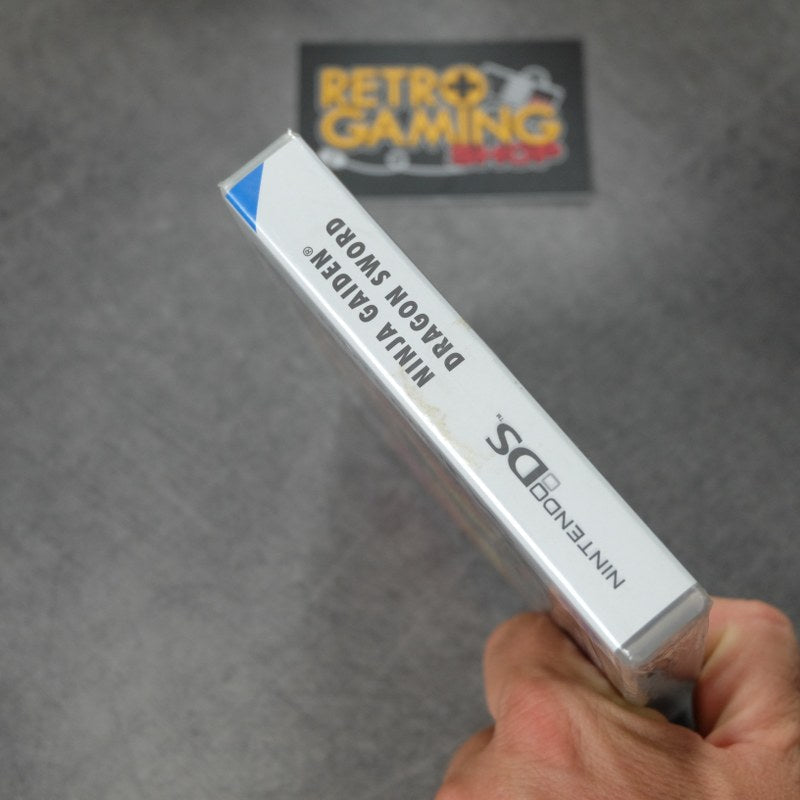 RETRO
GAMING
SHOP
NINJA GAIDEN®
DRAGON SWORD
NINTENDO DS™